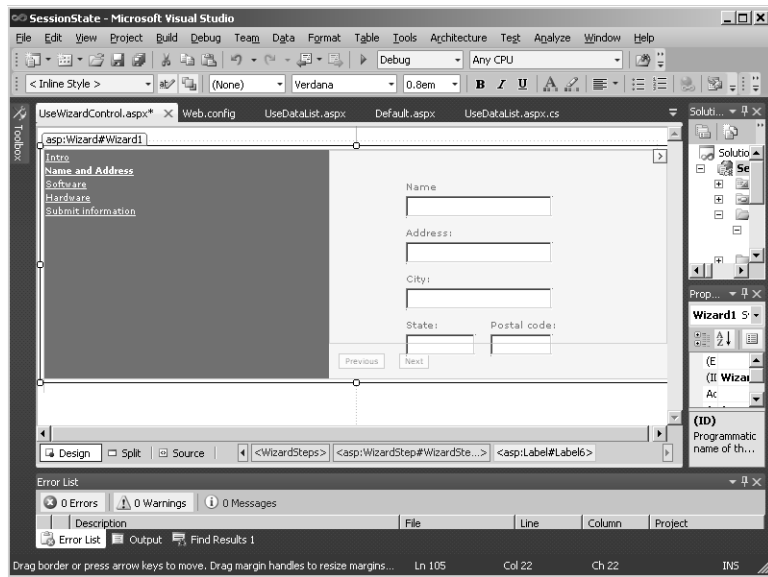 SessionState - Microsoft Visual Studio
File Edit View Project Build Debug Team Data Format Table Tools Architecture Test Analyze Window Help
Debug Any CPU
< Inline Style > (None) Verdana 0.8em B I U A
UseWizardControl.aspx* Web.config UseDataList.aspx Default.aspx UseDataList.aspx.cs
Soluti...
Toolbox
asp:Wizard#Wizard1
Solutio
Intro
Name and Address
Software
Hardware
Submit information
Name
Address:
City:
State: Postal code:
Previous Next
Prop...
Wizard1
(E
(II Wizar
Ac
(ID)
Programmatic
name of th...
Design Split Source <WizardSteps> <asp:WizardStep#WizardSte...> <asp:Label#Label6>
Error List
0 Errors 0 Warnings 0 Messages
Description File Line Column Project
Error List Output Find Results 1
Drag border or press arrow keys to move. Drag margin handles to resize margins... Ln 105 Col 22 Ch 22 INS